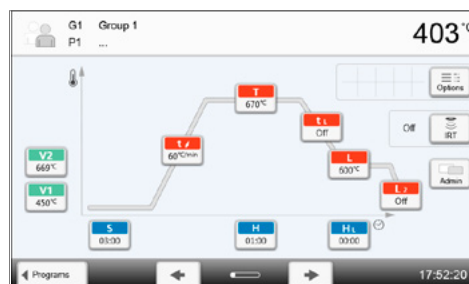 G1 Group 1
P1 ...
403 °C
Options
T
670°C
t↙
60°C/min
tL
Off
Off
IRT
V2
669°C
L
600°C
Admin
V1
450°C
L2
Off
S
03:00
H
01:00
HL
00:00
Programs
17:52:20